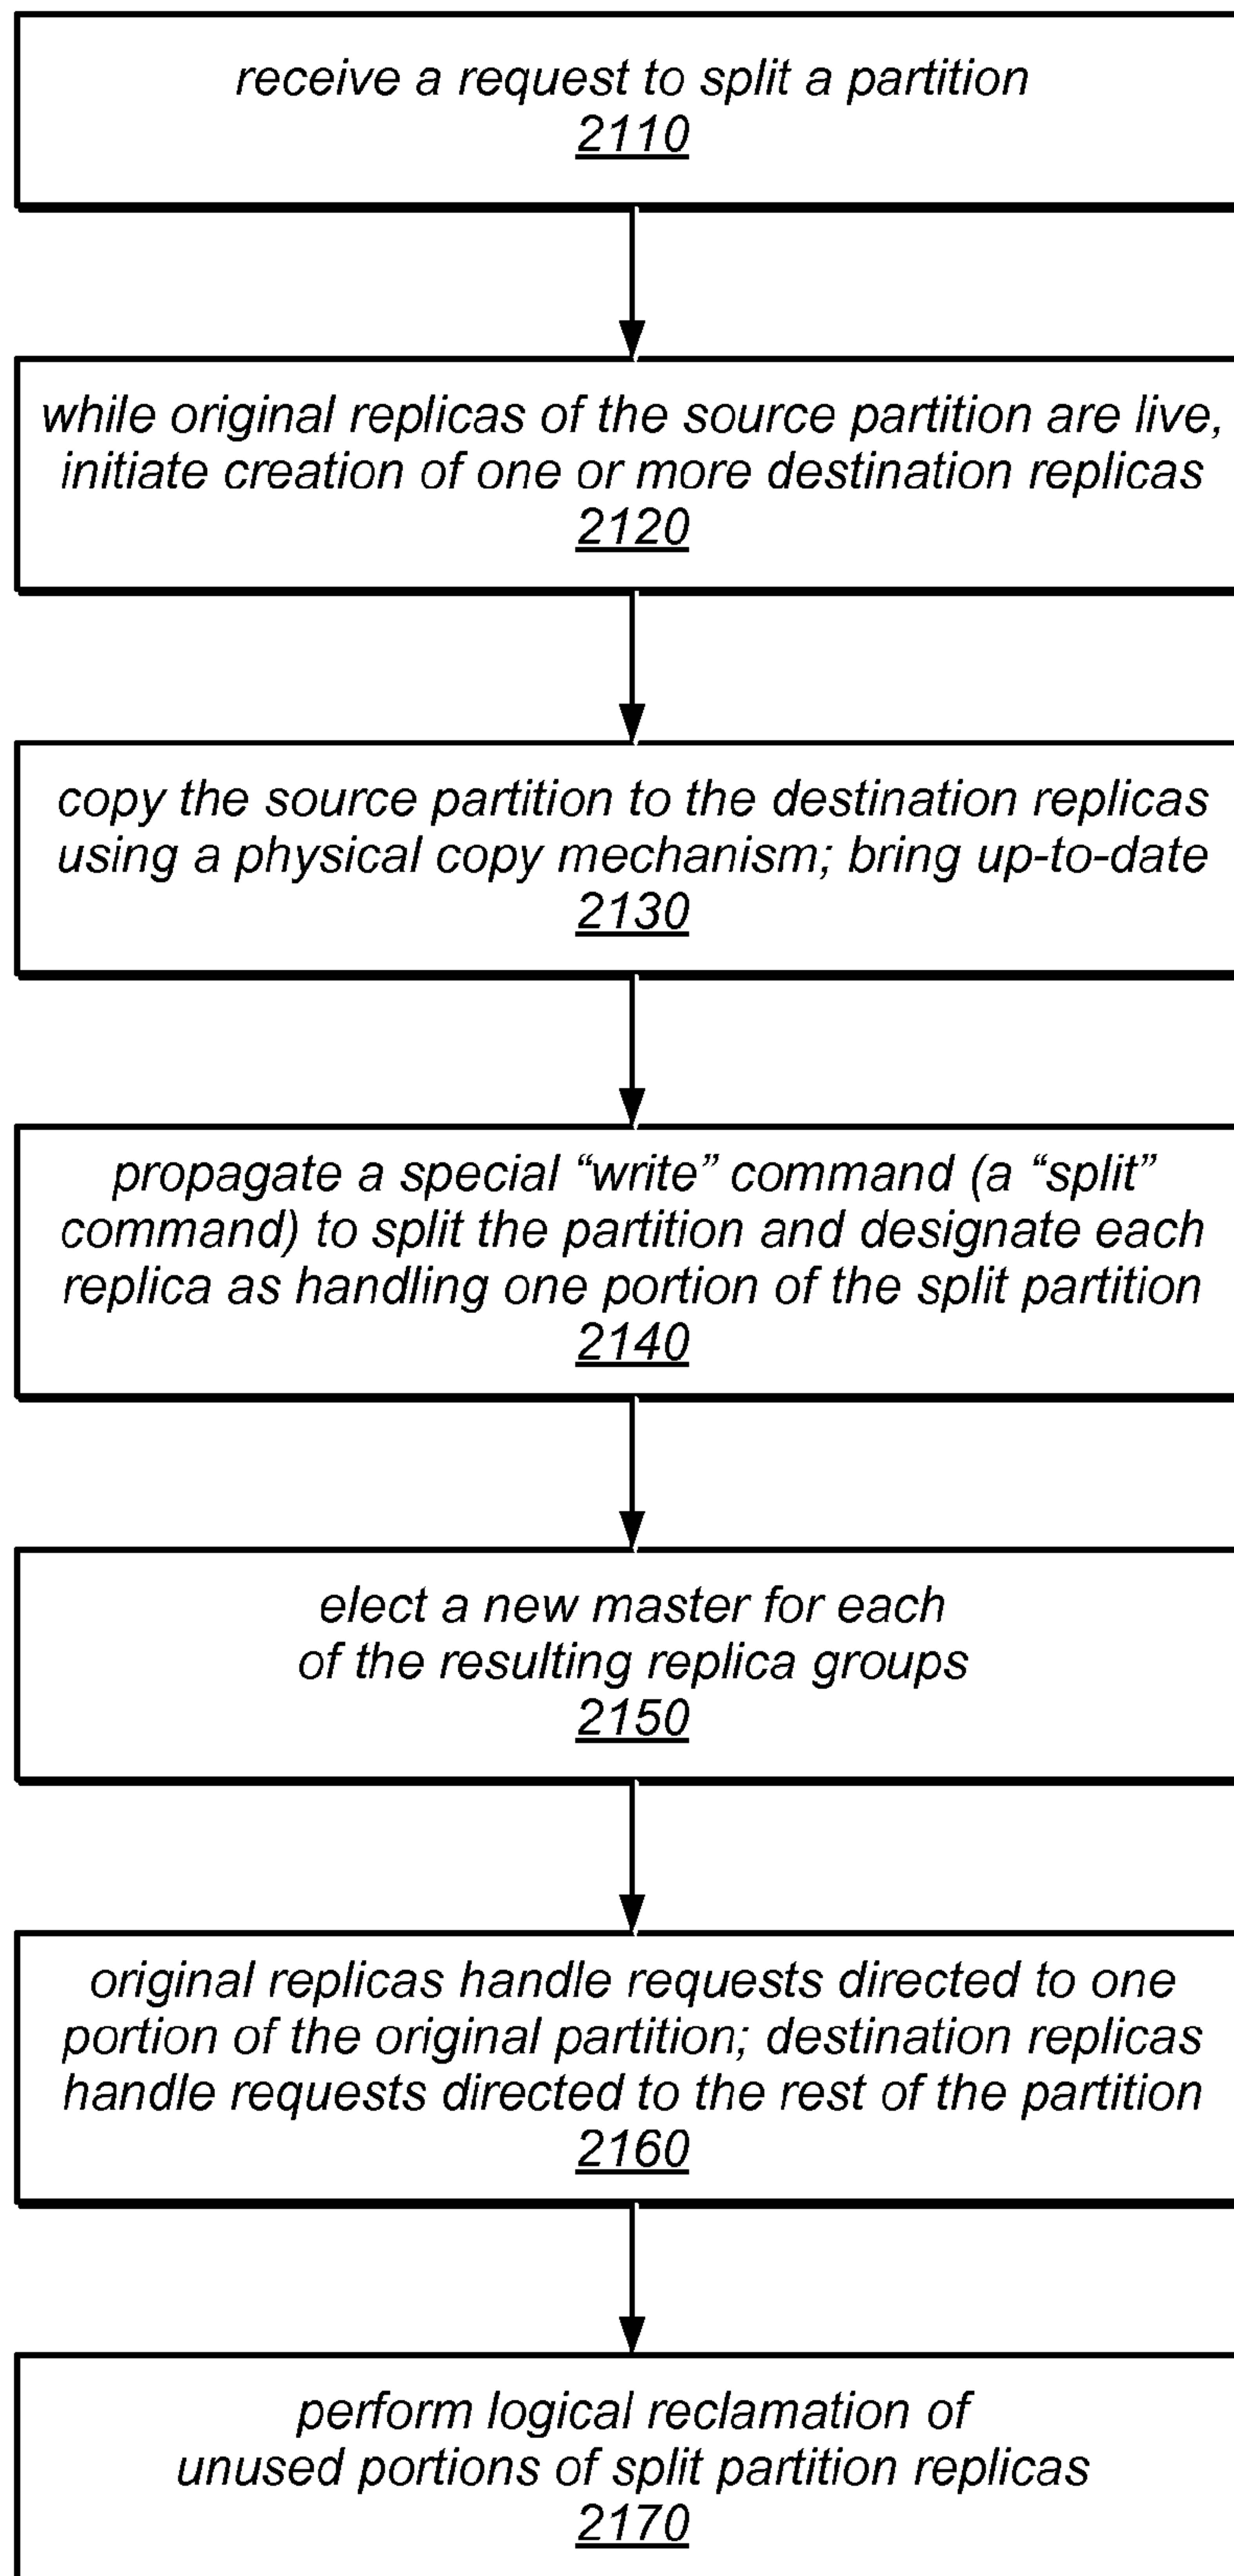 receive a request to split a partition
2110
while original replicas of the source partition are live,
initiate creation of one or more destination replicas
2120
copy the source partition to the destination replicas
using a physical copy mechanism; bring up-to-date
2130
propagate a special “write” command (a “split”
command) to split the partition and designate each
replica as handling one portion of the split partition
2140
elect a new master for each
of the resulting replica groups
2150
original replicas handle requests directed to one
portion of the original partition; destination replicas
handle requests directed to the rest of the partition
2160
perform logical reclamation of
unused portions of split partition replicas
2170